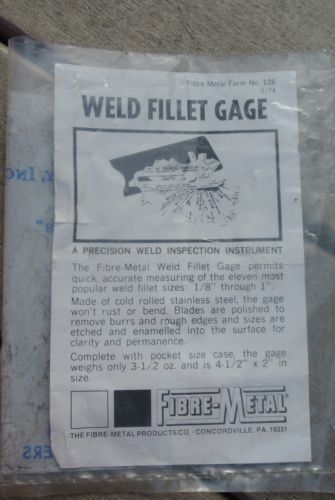 Fibre-Metal Form No. 126
2/74
WELD FILLET GAGE
A PRECISION WELD INSPECTION INSTRUMENT
The Fibre-Metal Weld Fillet Gage permits
quick, accurate measuring of the eleven most
popular weld fillet sizes: 1/8" through 1".
Made of cold rolled stainless steel, the gage
won't rust or bend. Blades are polished to
remove burrs and rough edges and sizes are
etched and enamelled into the surface for
clarity and permanence.
Complete with pocket size case, the gage
weighs only 3-1/2 oz. and is 4-1/2" x 2" in
size.
FIBRE-METAL
THE FIBRE-METAL PRODUCTS CO. · CONCORDVILLE, PA. 19331